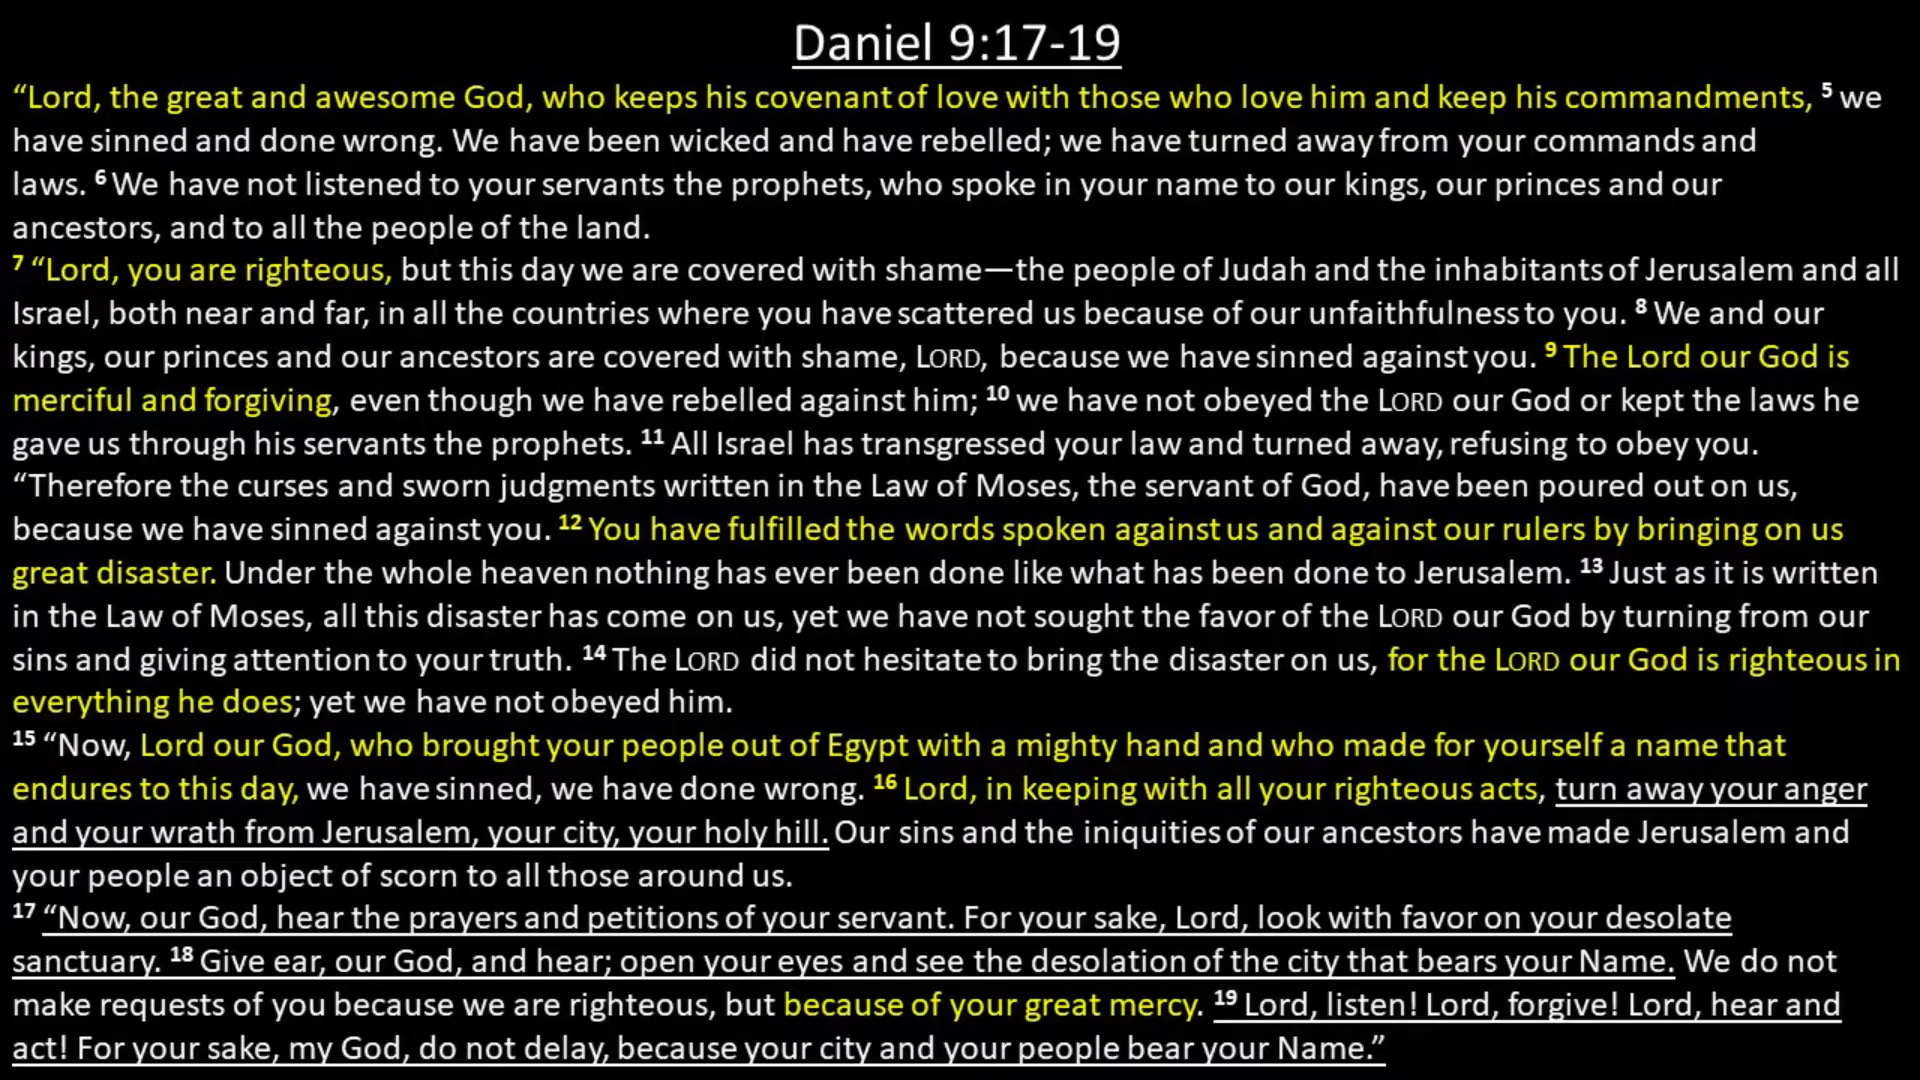 Daniel 9:17-19
“Lord, the great and awesome God, who keeps his covenant of love with those who love him and keep his commandments, 5 we
have sinned and done wrong. We have been wicked and have rebelled; we have turned away from your commands and
laws. 6 We have not listened to your servants the prophets, who spoke in your name to our kings, our princes and our
ancestors, and to all the people of the land.
7 “Lord, you are righteous, but this day we are covered with shame—the people of Judah and the inhabitants of Jerusalem and all
Israel, both near and far, in all the countries where you have scattered us because of our unfaithfulness to you. 8 We and our
kings, our princes and our ancestors are covered with shame, LORD, because we have sinned against you. 9 The Lord our God is
merciful and forgiving, even though we have rebelled against him; 10 we have not obeyed the LORD our God or kept the laws he
gave us through his servants the prophets. 11 All Israel has transgressed your law and turned away, refusing to obey you.
“Therefore the curses and sworn judgments written in the Law of Moses, the servant of God, have been poured out on us,
because we have sinned against you. 12 You have fulfilled the words spoken against us and against our rulers by bringing on us
great disaster. Under the whole heaven nothing has ever been done like what has been done to Jerusalem. 13 Just as it is written
in the Law of Moses, all this disaster has come on us, yet we have not sought the favor of the LORD our God by turning from our
sins and giving attention to your truth. 14 The LORD did not hesitate to bring the disaster on us, for the LORD our God is righteous in
everything he does; yet we have not obeyed him.
15 “Now, Lord our God, who brought your people out of Egypt with a mighty hand and who made for yourself a name that
endures to this day, we have sinned, we have done wrong. 16 Lord, in keeping with all your righteous acts, turn away your anger
and your wrath from Jerusalem, your city, your holy hill. Our sins and the iniquities of our ancestors have made Jerusalem and
your people an object of scorn to all those around us.
17 “Now, our God, hear the prayers and petitions of your servant. For your sake, Lord, look with favor on your desolate
sanctuary. 18 Give ear, our God, and hear; open your eyes and see the desolation of the city that bears your Name. We do not
make requests of you because we are righteous, but because of your great mercy. 19 Lord, listen! Lord, forgive! Lord, hear and
act! For your sake, my God, do not delay, because your city and your people bear your Name.”